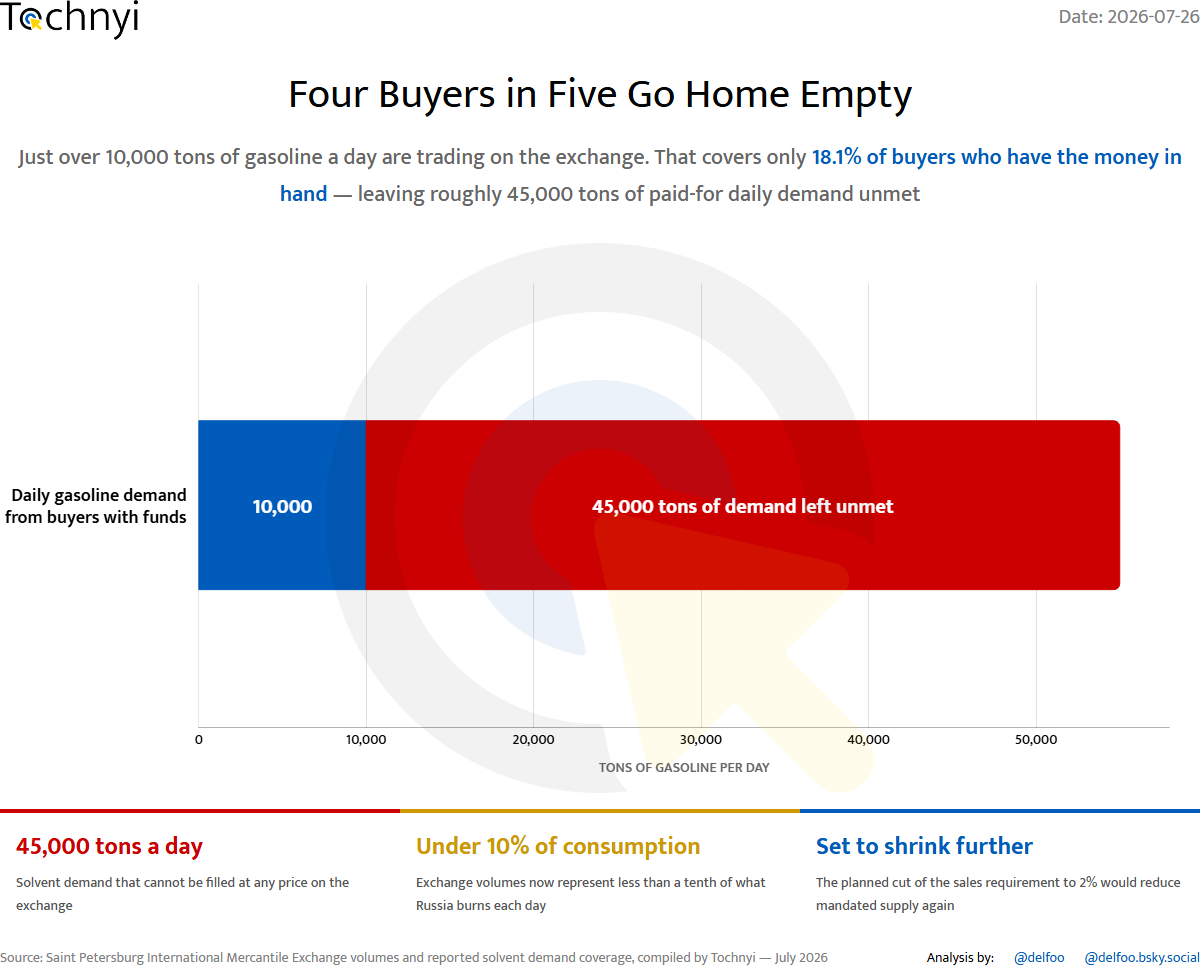 Tochnyi
Date: 2026-07-26
Four Buyers in Five Go Home Empty
Just over 10,000 tons of gasoline a day are trading on the exchange. That covers only 18.1% of buyers who have the money in
hand — leaving roughly 45,000 tons of paid-for daily demand unmet
Daily gasoline demand
from buyers with funds
10,000
45,000 tons of demand left unmet
0
10,000
20,000
30,000
40,000
50,000
TONS OF GASOLINE PER DAY
45,000 tons a day
Solvent demand that cannot be filled at any price on the
exchange
Under 10% of consumption
Exchange volumes now represent less than a tenth of what
Russia burns each day
Set to shrink further
The planned cut of the sales requirement to 2% would reduce
mandated supply again
Source: Saint Petersburg International Mercantile Exchange volumes and reported solvent demand coverage, compiled by Tochnyi — July 2026
Analysis by:
@delfoo
@delfoo.bsky.social